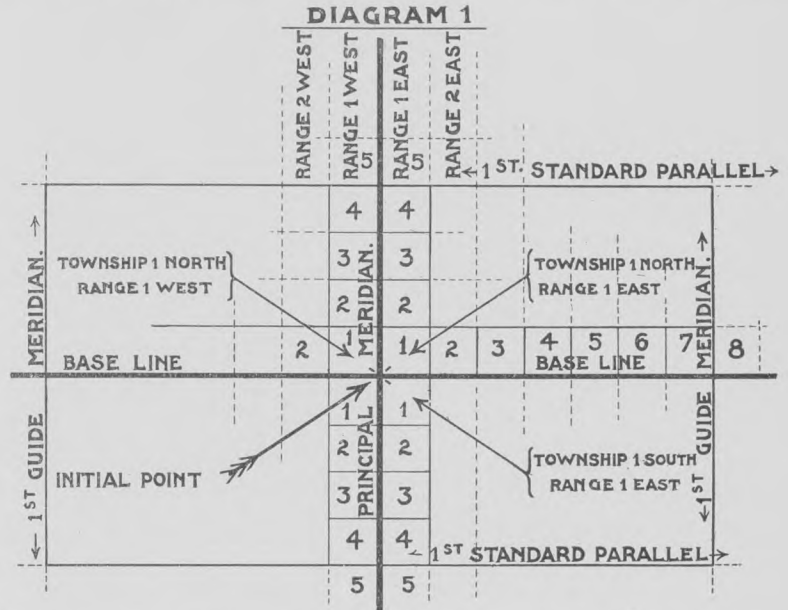 DIAGRAM 1
RANGE 2 WEST
RANGE 1 WEST
RANGE 1 EAST
RANGE 2 EAST
5 5
1ST. STANDARD PARALLEL
4 4
3 3
2 2
TOWNSHIP 1 NORTH
RANGE 1 WEST
TOWNSHIP 1 NORTH
RANGE 1 EAST
1ST GUIDE MERIDIAN.
PRINCIPAL MERIDIAN.
1ST GUIDE MERIDIAN.
2 1 1 2 3 4 5 6 7 8
BASE LINE
BASE LINE
1 1
2 2
3 3
4 4
5 5
INITIAL POINT
TOWNSHIP 1 SOUTH
RANGE 1 EAST
1ST STANDARD PARALLEL